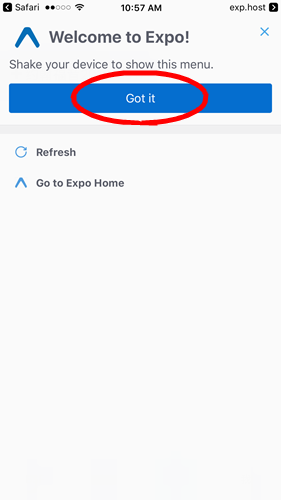 Safari 10:57 AM exp.host
Welcome to Expo!
Shake your device to show this menu.
Got it
Refresh
Go to Expo Home